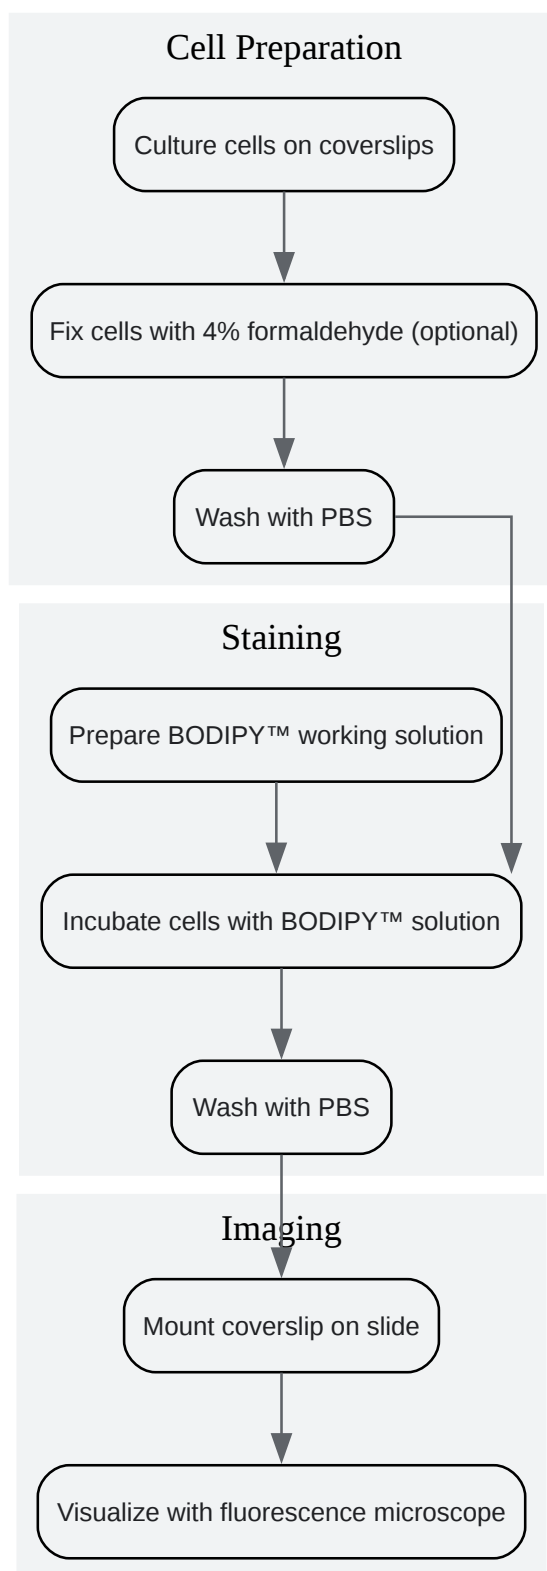 Cell Preparation
Culture cells on coverslips
Fix cells with 4% formaldehyde (optional)
Wash with PBS
Staining
Prepare BODIPY™ working solution
Incubate cells with BODIPY™ solution
Wash with PBS
Imaging
Mount coverslip on slide
Visualize with fluorescence microscope